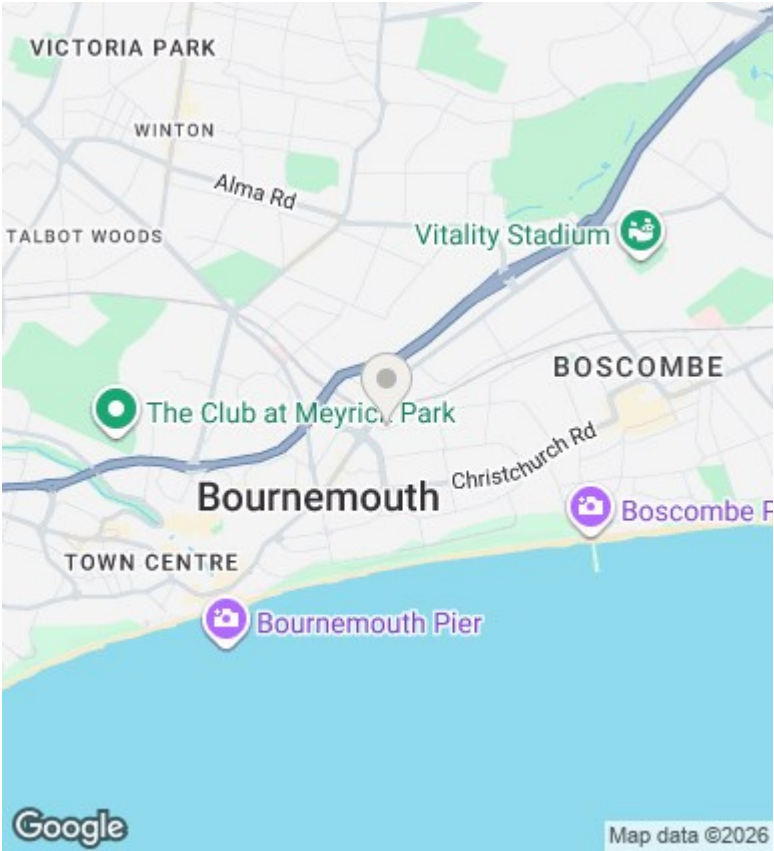 VICTORIA PARK
WINTON
Alma Rd
TALBOT WOODS
Vitality Stadium
BOSCOMBE
The Club at Meyrick Park
Christchurch Rd
Bournemouth
Boscombe P
TOWN CENTRE
Bournemouth Pier
Google
Map data ©2026